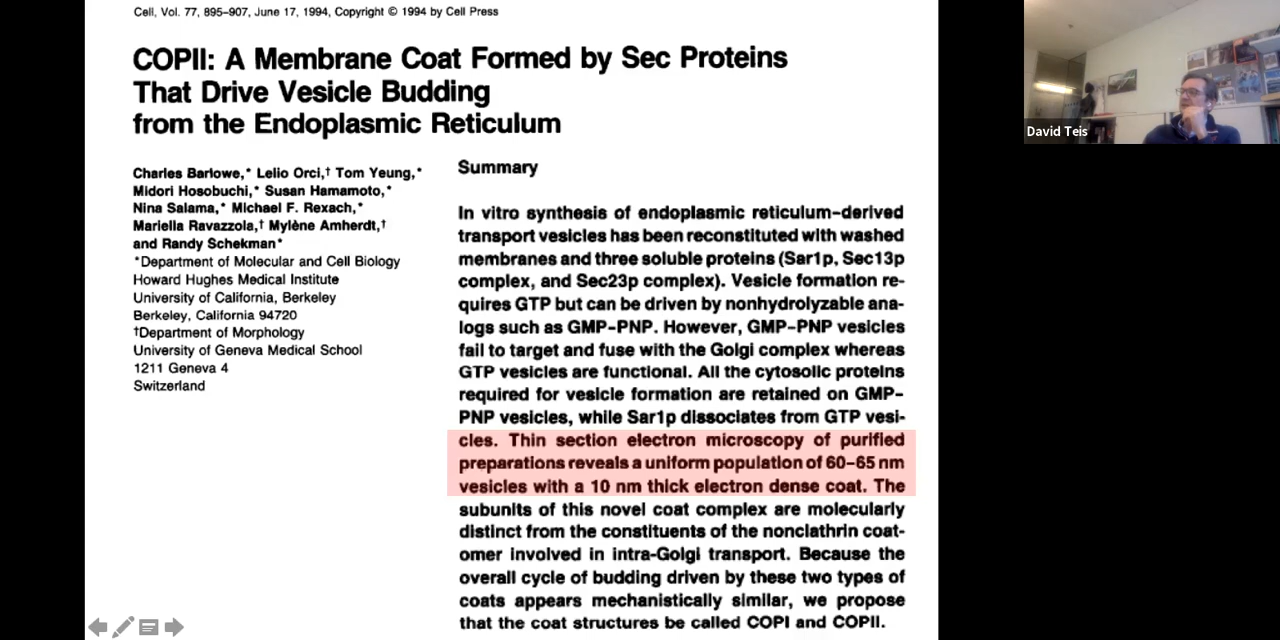 Cell, Vol. 77, 895–907, June 17, 1994, Copyright © 1994 by Cell Press
COPII: A Membrane Coat Formed by Sec Proteins
That Drive Vesicle Budding
from the Endoplasmic Reticulum
Charles Barlowe,* Lelio Orci,† Tom Yeung,*
Midori Hosobuchi,* Susan Hamamoto,*
Nina Salama,* Michael F. Rexach,*
Mariella Ravazzola,† Mylène Amherdt,†
and Randy Schekman*
*Department of Molecular and Cell Biology
Howard Hughes Medical Institute
University of California, Berkeley
Berkeley, California 94720
†Department of Morphology
University of Geneva Medical School
1211 Geneva 4
Switzerland
Summary
In vitro synthesis of endoplasmic reticulum–derived
transport vesicles has been reconstituted with washed
membranes and three soluble proteins (Sar1p, Sec13p
complex, and Sec23p complex). Vesicle formation re-
quires GTP but can be driven by nonhydrolyzable ana-
logs such as GMP–PNP. However, GMP–PNP vesicles
fail to target and fuse with the Golgi complex whereas
GTP vesicles are functional. All the cytosolic proteins
required for vesicle formation are retained on GMP–
PNP vesicles, while Sar1p dissociates from GTP vesi-
cles. Thin section electron microscopy of purified
preparations reveals a uniform population of 60–65 nm
vesicles with a 10 nm thick electron dense coat. The
subunits of this novel coat complex are molecularly
distinct from the constituents of the nonclathrin coat-
omer involved in intra-Golgi transport. Because the
overall cycle of budding driven by these two types of
coats appears mechanistically similar, we propose
that the coat structures be called COPI and COPII.
David Teis